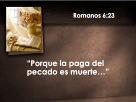 Romanos 6:23
"Porque la paga del
pecado es muerte…"